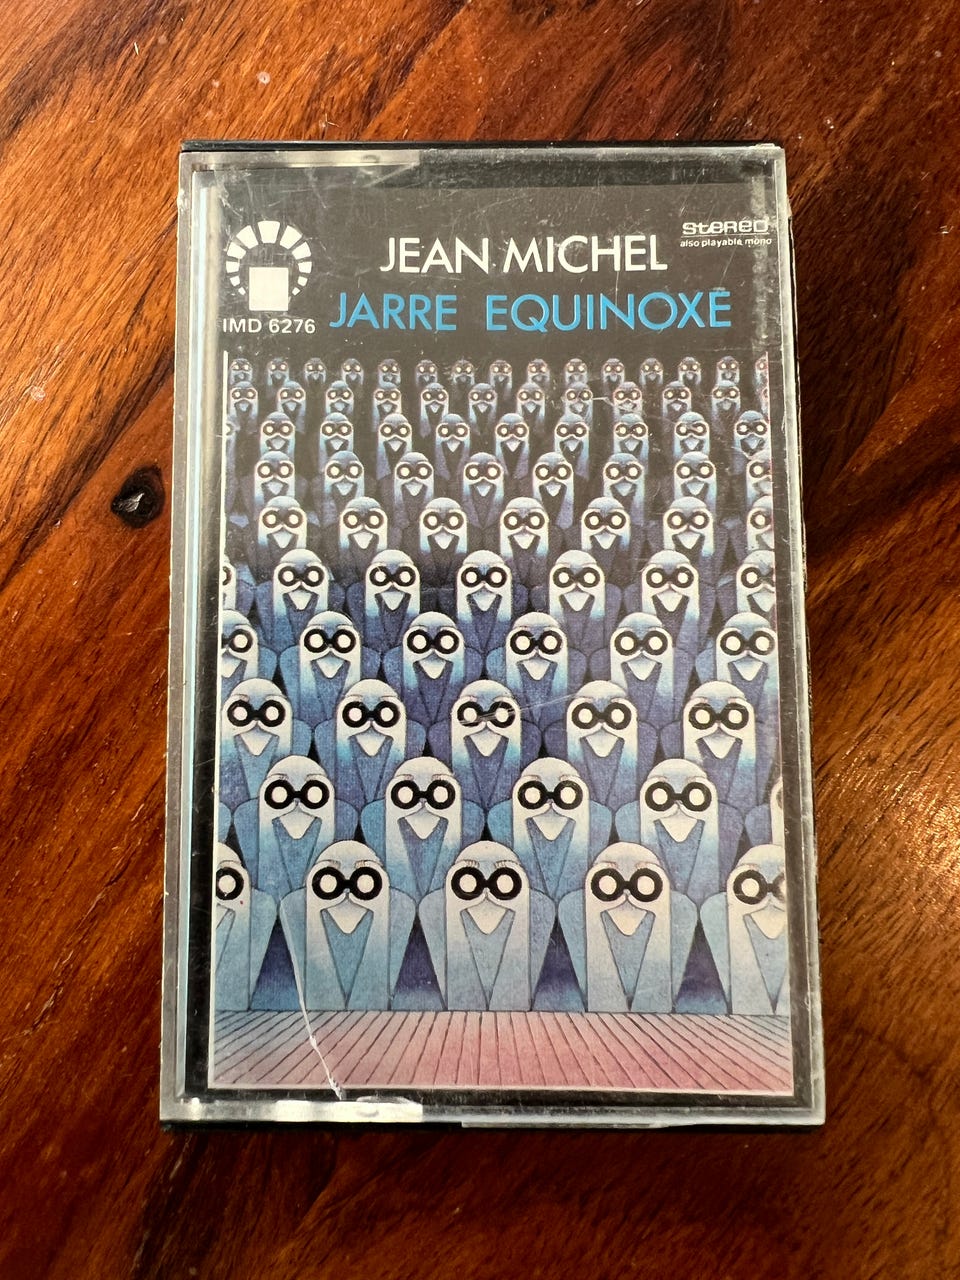 stereo
also playable mono
JEAN MICHEL
JARRE EQUINOXE
IMD 6276